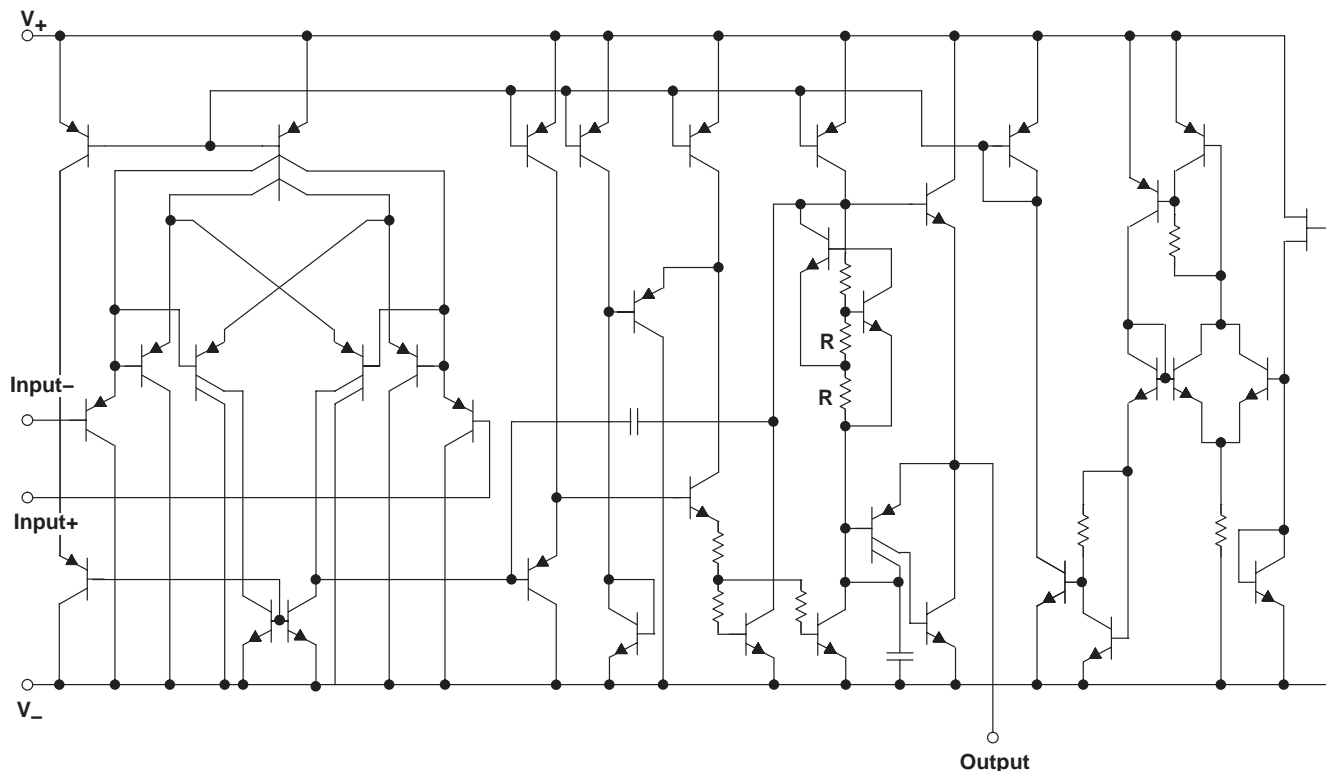 V+
R
Input–
R
Input+
V–
Output